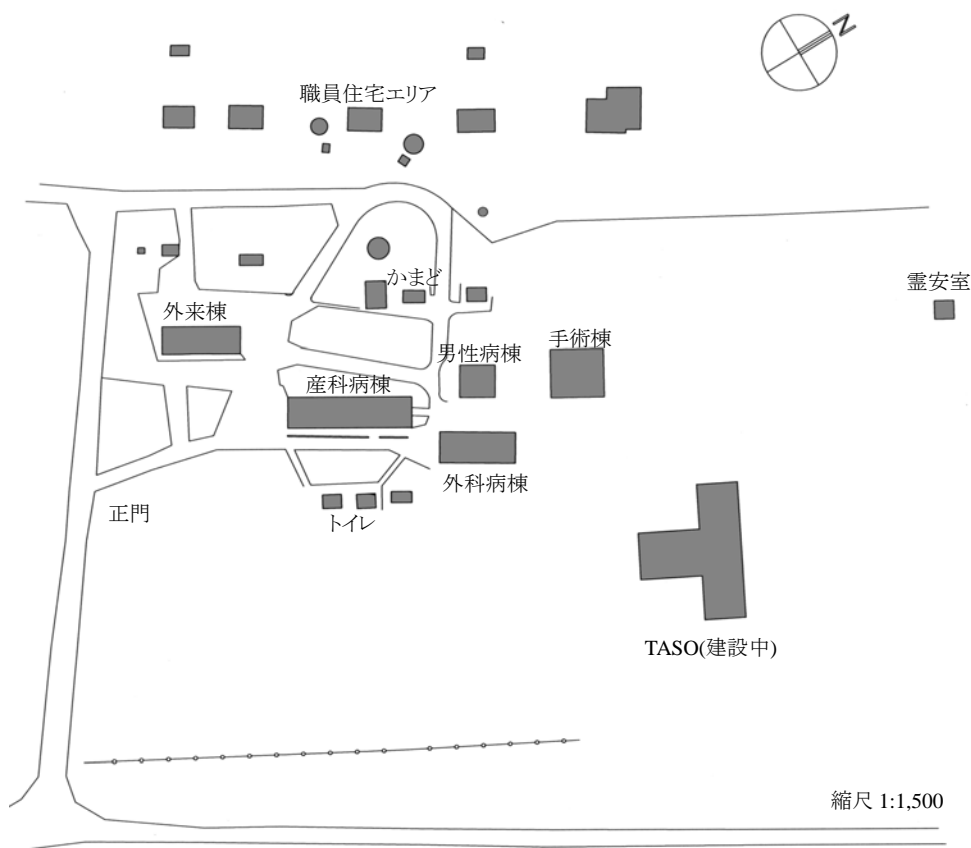 N
職員住宅エリア
かまど
霊安室
外来棟
手術棟
男性病棟
産科病棟
外科病棟
正門
トイレ
TASO(建設中)
縮尺 1:1,500